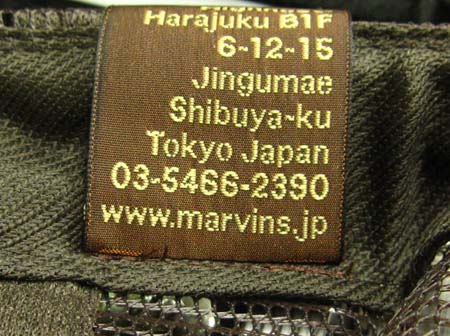 Harajuku B1F
6-12-15
Jingumae
Shibuya-ku
Tokyo Japan
03-5466-2390
www.marvins.jp